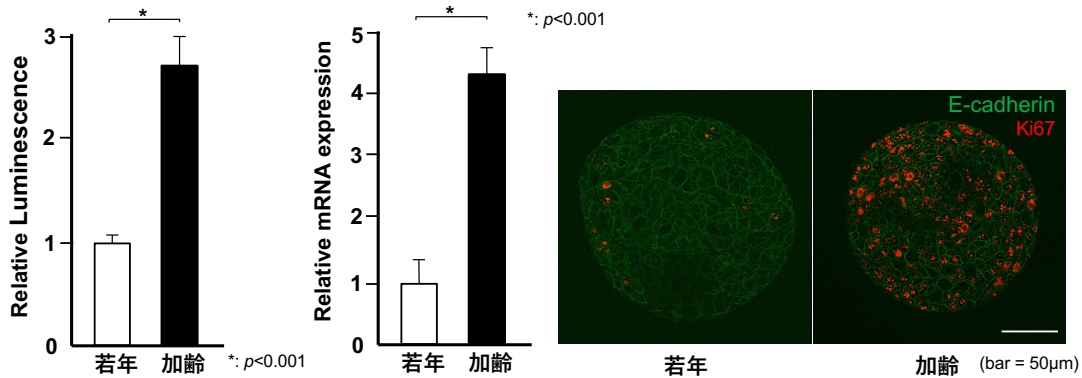 Relative Luminescence
3
2
1
0
*
若年
加齢
*: p<0.001
Relative mRNA expression
5
4
3
2
1
0
*
若年
加齢
*: p<0.001
E-cadherin
Ki67
若年
加齢
(bar = 50μm)